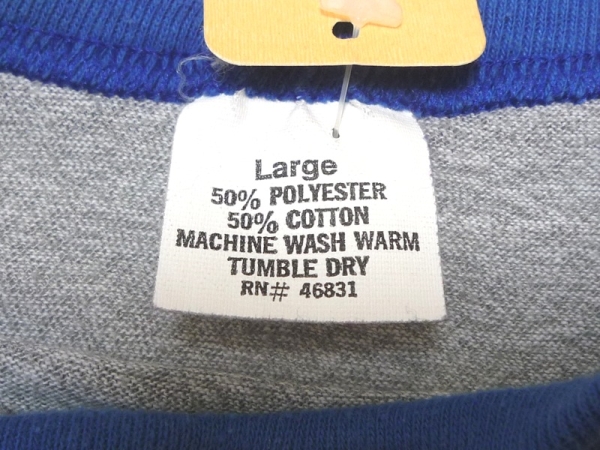 Large
50% POLYESTER
50% COTTON
MACHINE WASH WARM
TUMBLE DRY
RN# 46831